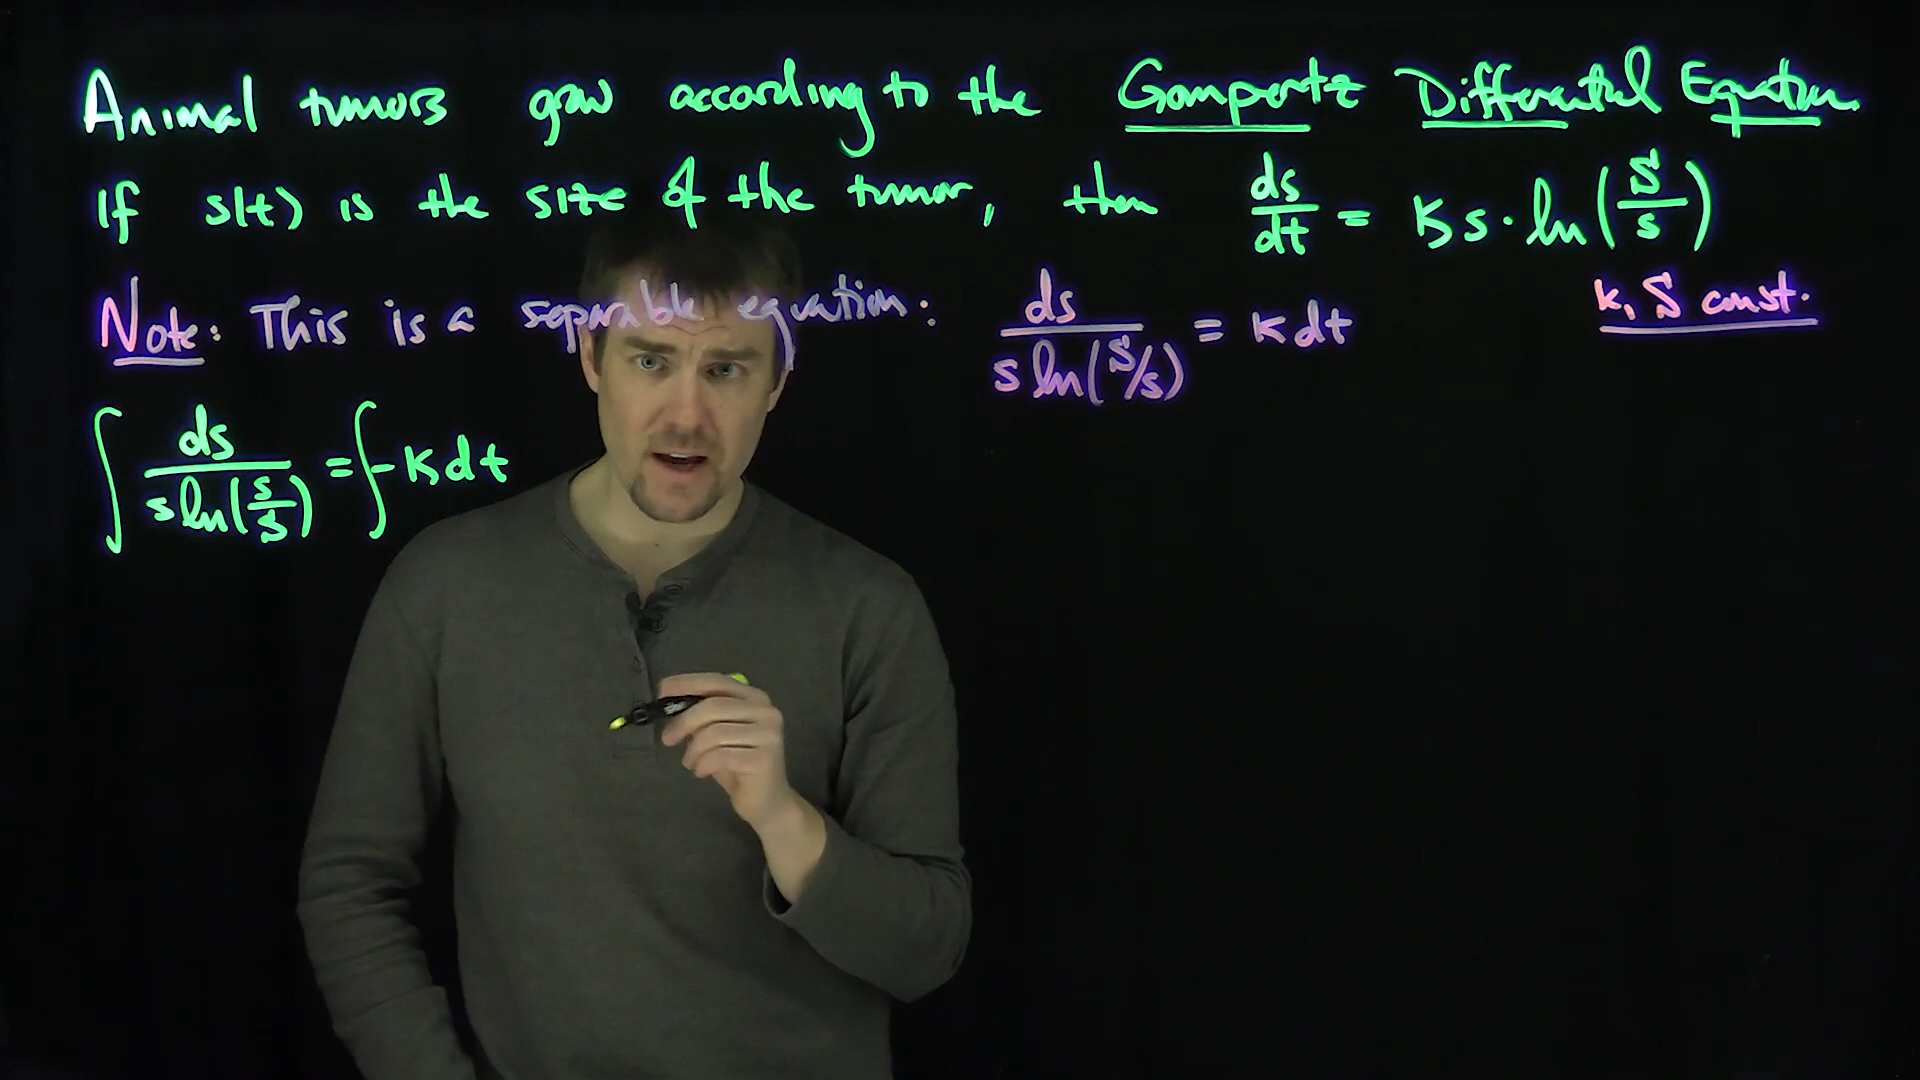 Animal tumors grow according to the Gompertz Differential Equation
If s(t) is the size of the tumor, then ds/dt = K s · ln(S/s)
k, S const.
Note: This is a separable equation: ds/(s ln(S/s)) = K dt
∫ ds/(s ln(s/S)) = ∫ -K dt